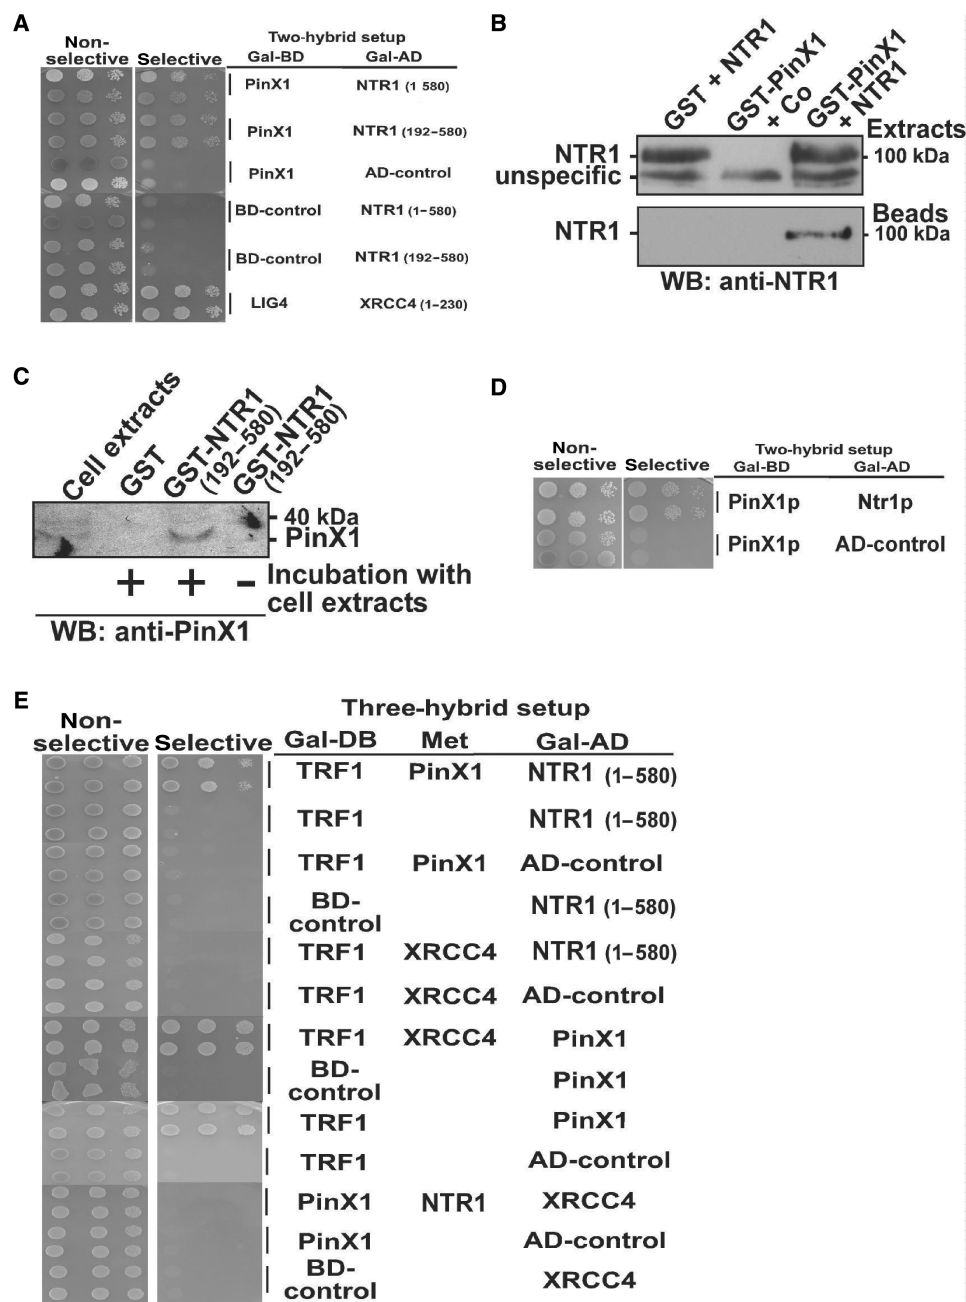 A
Non-
selective Selective
Two-hybrid setup
Gal-BD Gal-AD
PinX1 NTR1 (1 580)
PinX1 NTR1 (192–580)
PinX1 AD-control
BD-control NTR1 (1–580)
BD-control NTR1 (192–580)
LIG4 XRCC4 (1–230)
B
GST + NTR1
GST-PinX1
+ Co
GST-PinX1
+ NTR1
Extracts
NTR1 100 kDa
unspecific
Beads
NTR1 100 kDa
WB: anti-NTR1
C
Cell extracts
GST
GST-NTR1
(192–580)
GST-NTR1
(192–580)
40 kDa
PinX1
+ + – Incubation with
cell extracts
WB: anti-PinX1
D
Non-
selective Selective
Two-hybrid setup
Gal-BD Gal-AD
PinX1p Ntr1p
PinX1p AD-control
E
Three-hybrid setup
Non-
selective Selective Gal-DB Met Gal-AD
TRF1 PinX1 NTR1 (1–580)
TRF1 NTR1 (1–580)
TRF1 PinX1 AD-control
BD-
control NTR1 (1–580)
TRF1 XRCC4 NTR1 (1–580)
TRF1 XRCC4 AD-control
TRF1 XRCC4 PinX1
BD-
control PinX1
TRF1 PinX1
TRF1 AD-control
PinX1 NTR1 XRCC4
PinX1 AD-control
BD-
control XRCC4